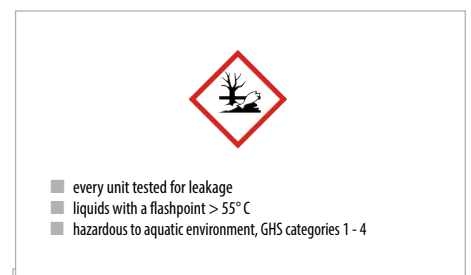 every unit tested for leakage
liquids with a flashpoint > 55° C
hazardous to aquatic environment, GHS categories 1 - 4